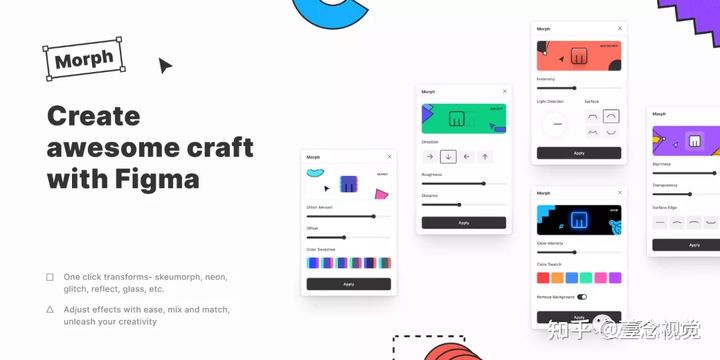 Morph
Create
awesome craft
with Figma
One click transforms- skeumorph, neon,
glitch, reflect, glass, etc.
Adjust effects with ease, mix and match,
unleash your creativity
Morph
Glitch Amount
Offset
Color Swatches
Apply
Morph
Direction
Roughness
Distance
Apply
Morph
Instensity
Light Direction
Surface
Apply
Morph
Glow Intensity
Color Swatch
Remove Background
Apply
Morph
Blurriness
Transparency
Surface Edge
Apply
知乎 @壹念视觉